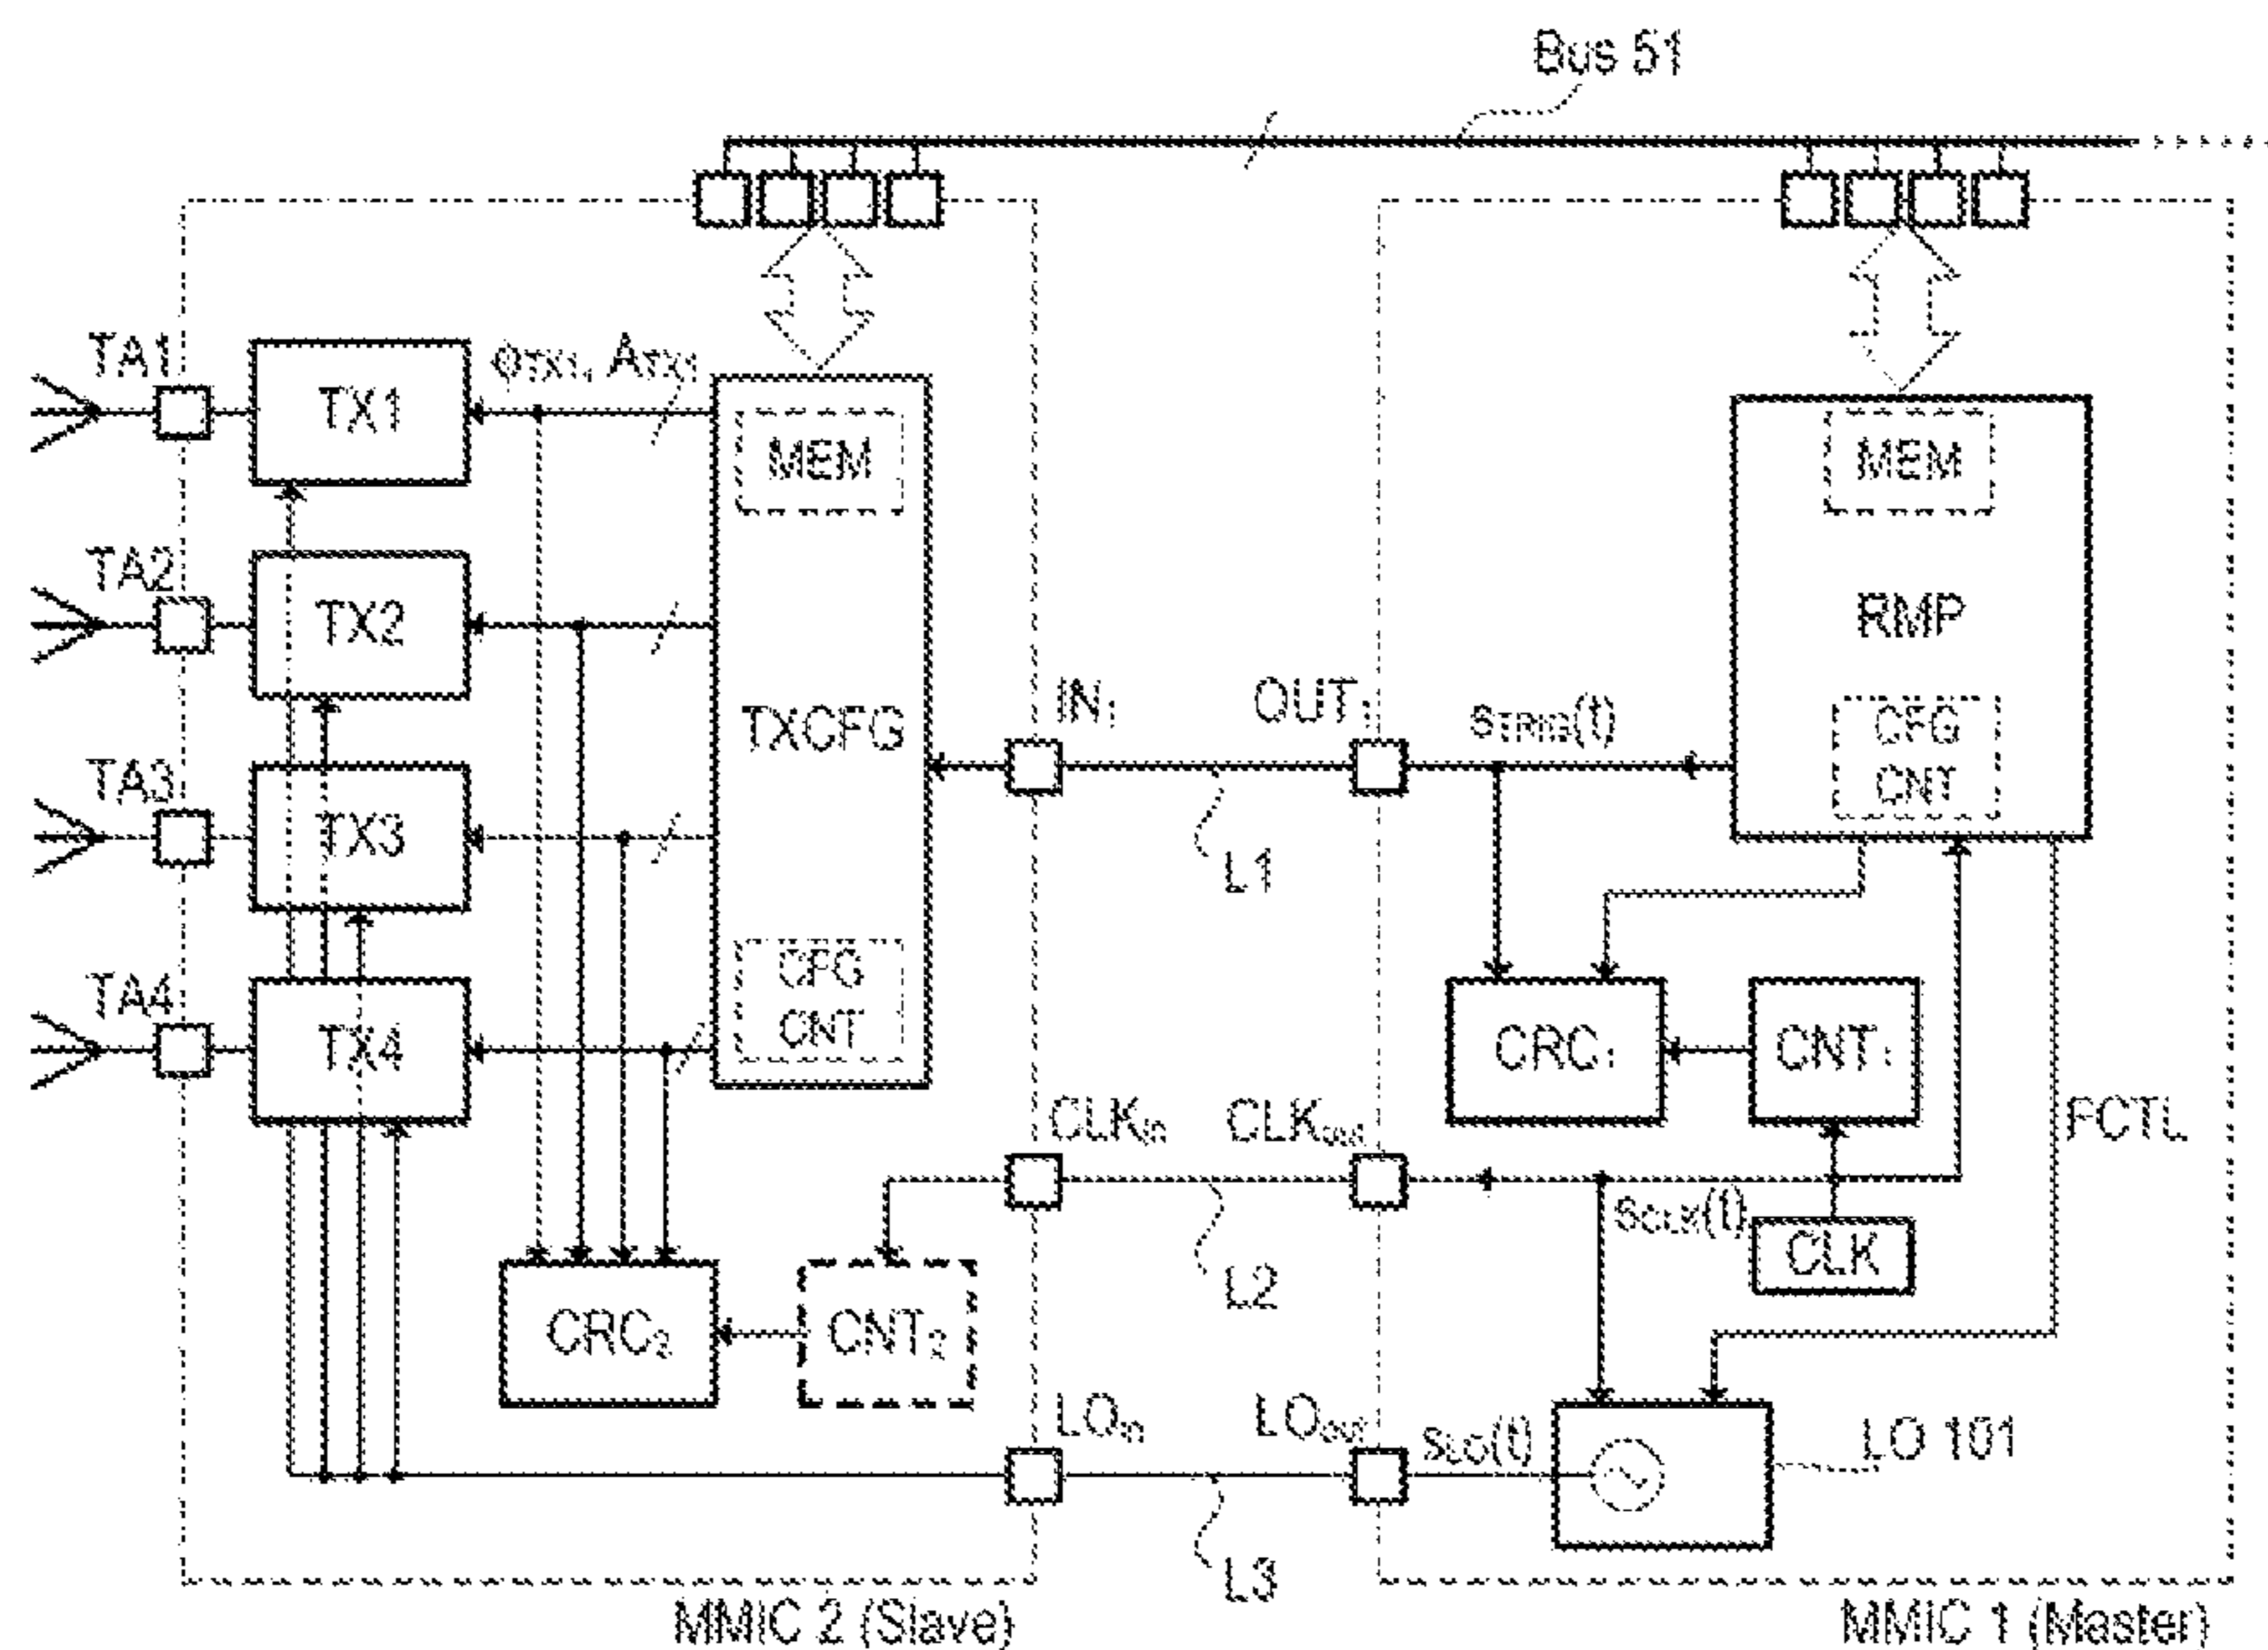 Bus 51
TA1
TX1
ΦTX1, ATX1
MEM
MEM
TA2
TX2
RMP
IN1
OUT1
sTRIG(t)
CFG
CNT
TXCFG
TA3
TX3
L1
TA4
TX4
CFG
CNT
CRC1
CNT1
CLKin
CLKout
FCTL
sCLK(t)
CLK
L2
CRC2
CNT2
LOin
LOout
sLO(t)
LO 101
L3
MMIC 2 (Slave)
MMIC 1 (Master)